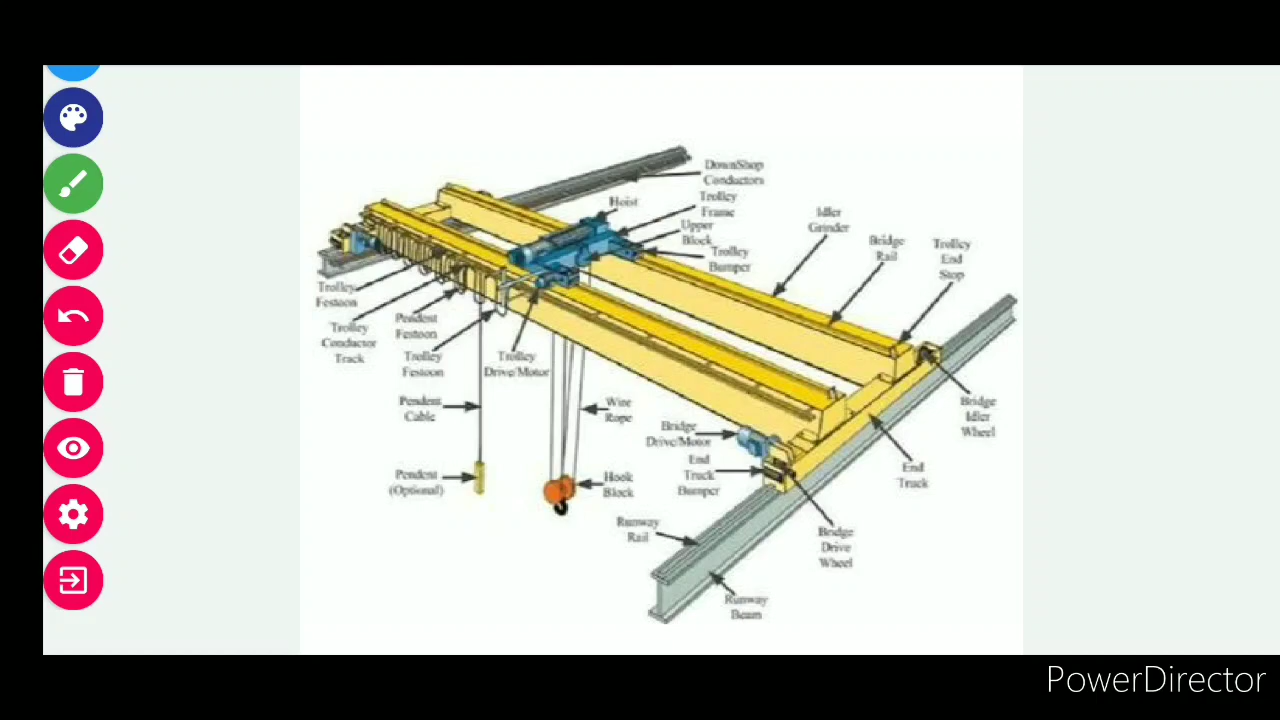 DownShop
Conductors
Hoist
Trolley
Frame
Upper
Block
Trolley
Bumper
Idler
Grinder
Bridge
Rail
Trolley
End
Stop
Trolley
Festoon
Trolley
Conductor
Track
Pendent
Festoon
Trolley
Festoon
Trolley
Drive/Motor
Pendent
Cable
Wire
Rope
Bridge
Drive/Motor
End
Truck
Bumper
Bridge
Idler
Wheel
End
Truck
Pendent
(Optional)
Hook
Block
Runway
Rail
Bridge
Drive
Wheel
Runway
Beam
PowerDirector